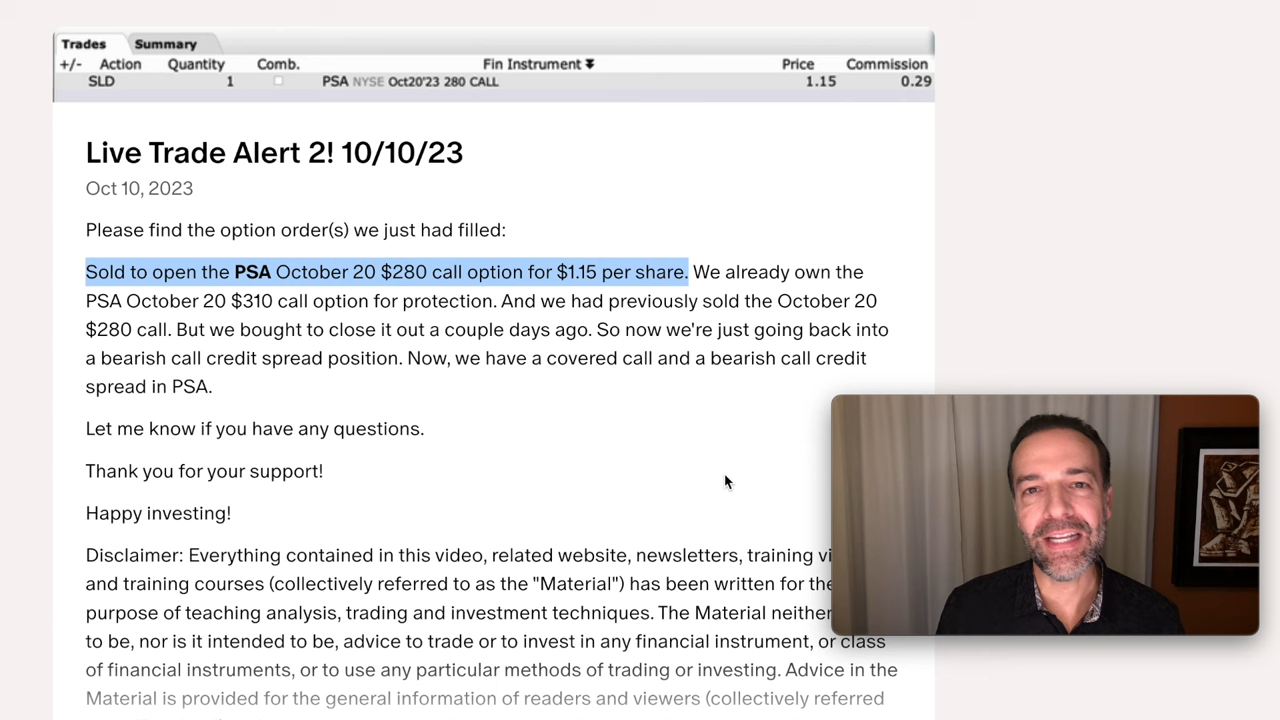 Trades Summary
+/- Action Quantity Comb. Fin Instrument Price Commission
SLD 1 PSA NYSE Oct20'23 280 CALL 1.15 0.29
Live Trade Alert 2! 10/10/23
Oct 10, 2023
Please find the option order(s) we just had filled:
Sold to open the PSA October 20 $280 call option for $1.15 per share. We already own the
PSA October 20 $310 call option for protection. And we had previously sold the October 20
$280 call. But we bought to close it out a couple days ago. So now we're just going back into
a bearish call credit spread position. Now, we have a covered call and a bearish call credit
spread in PSA.
Let me know if you have any questions.
Thank you for your support!
Happy investing!
Disclaimer: Everything contained in this video, related website, newsletters, training vi
and training courses (collectively referred to as the "Material") has been written for the
purpose of teaching analysis, trading and investment techniques. The Material neither
to be, nor is it intended to be, advice to trade or to invest in any financial instrument, or class
of financial instruments, or to use any particular methods of trading or investing. Advice in the
Material is provided for the general information of readers and viewers (collectively referred